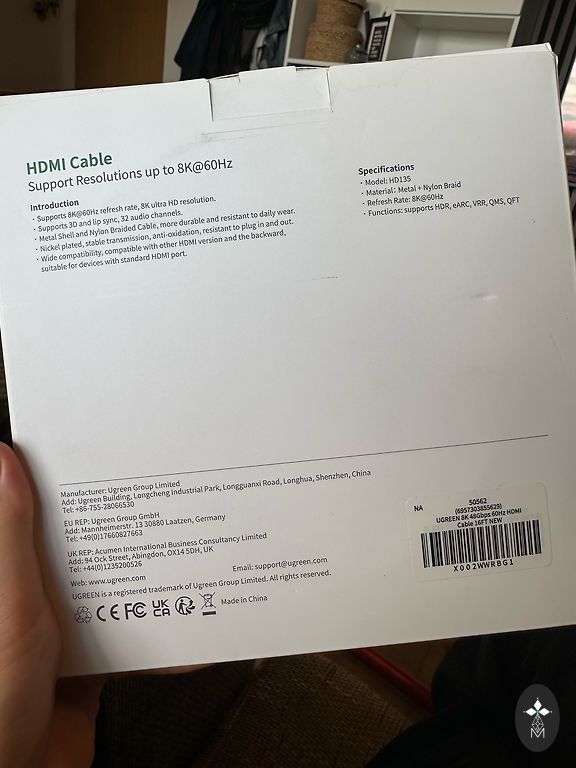 HDMI Cable
Support Resolutions up to 8K@60Hz
Introduction
· Supports 8K@60Hz refresh rate, 8K ultra HD resolution.
· Supports 3D and lip sync, 32 audio channels.
· Metal Shell and Nylon Braided Cable, more durable and resistant to daily wear.
· Nickel plated, stable transmission, anti-oxidation, resistant to plug in and out.
· Wide compatibility, compatible with other HDMI version and the backward,
suitable for devices with standard HDMI port.
Specifications
· Model: HD135
· Material: Metal + Nylon Braid
· Refresh Rate: 8K@60Hz
· Functions: supports HDR, eARC, VRR, QMS, QFT
Manufacturer: Ugreen Group Limited
Add: Ugreen Building, Longcheng Industrial Park, Longguanxi Road, Longhua, Shenzhen, China
Tel: +86-755-28066530
EU REP: Ugreen Group GmbH
Add: Mannheimerstr. 13 30880 Laatzen, Germany
Tel: +49(0)17660827663
UK REP: Acumen International Business Consultancy Limited
Add: 94 Ock Street, Abingdon, OX14 5DH, UK
Tel: +44(0)1235200526
Web: www.ugreen.com Email: support@ugreen.com
UGREEN is a registered trademark of Ugreen Group Limited. All rights reserved.
CE FC UK CA Made in China
50562
NA (6957303855629)
UGREEN 8K 48Gbps 60Hz HDMI
Cable 16FT NEW
X002WWRBG1
M